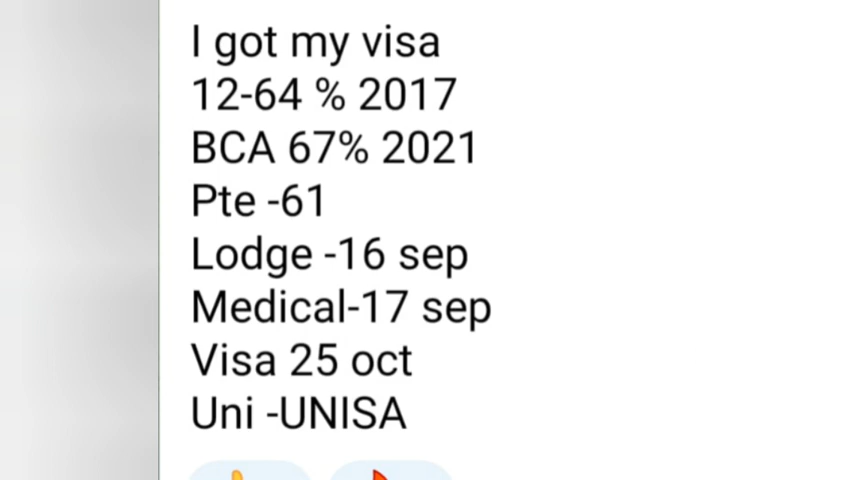 I got my visa
12-64 % 2017
BCA 67% 2021
Pte -61
Lodge -16 sep
Medical-17 sep
Visa 25 oct
Uni -UNISA